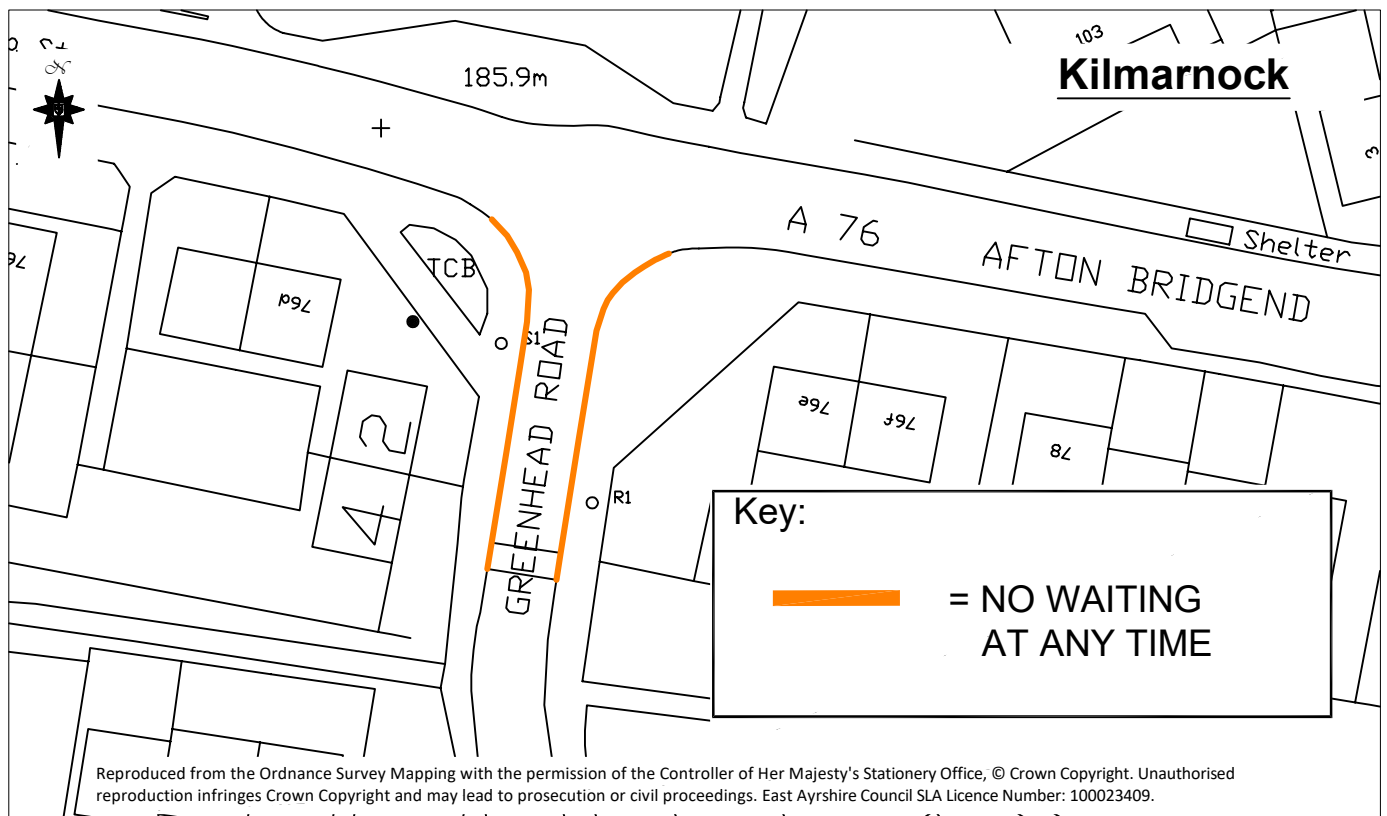 103
Kilmarnock
N
185.9m
3
A 76
AFTON BRIDGEND
Shelter
TCB
76d
S1
GREENHEAD ROAD
76e
76f
78
2
4
R1
Key:
= NO WAITING
AT ANY TIME
Reproduced from the Ordnance Survey Mapping with the permission of the Controller of Her Majesty's Stationery Office, © Crown Copyright. Unauthorised
reproduction infringes Crown Copyright and may lead to prosecution or civil proceedings. East Ayrshire Council SLA Licence Number: 100023409.